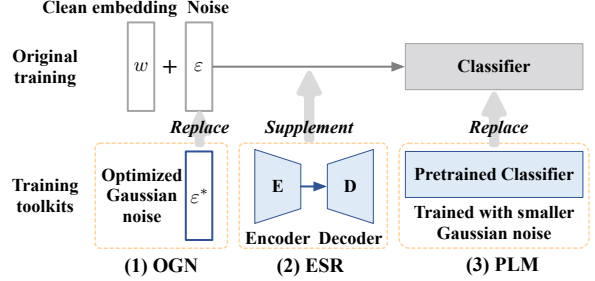 Clean embedding Noise
Original
training
w + ε
Classifier
Replace
Supplement
Replace
Training
toolkits
Optimized
Gaussian
noise
ε*
E
D
Encoder Decoder
Pretrained Classifier
Trained with smaller
Gaussian noise
(1) OGN
(2) ESR
(3) PLM